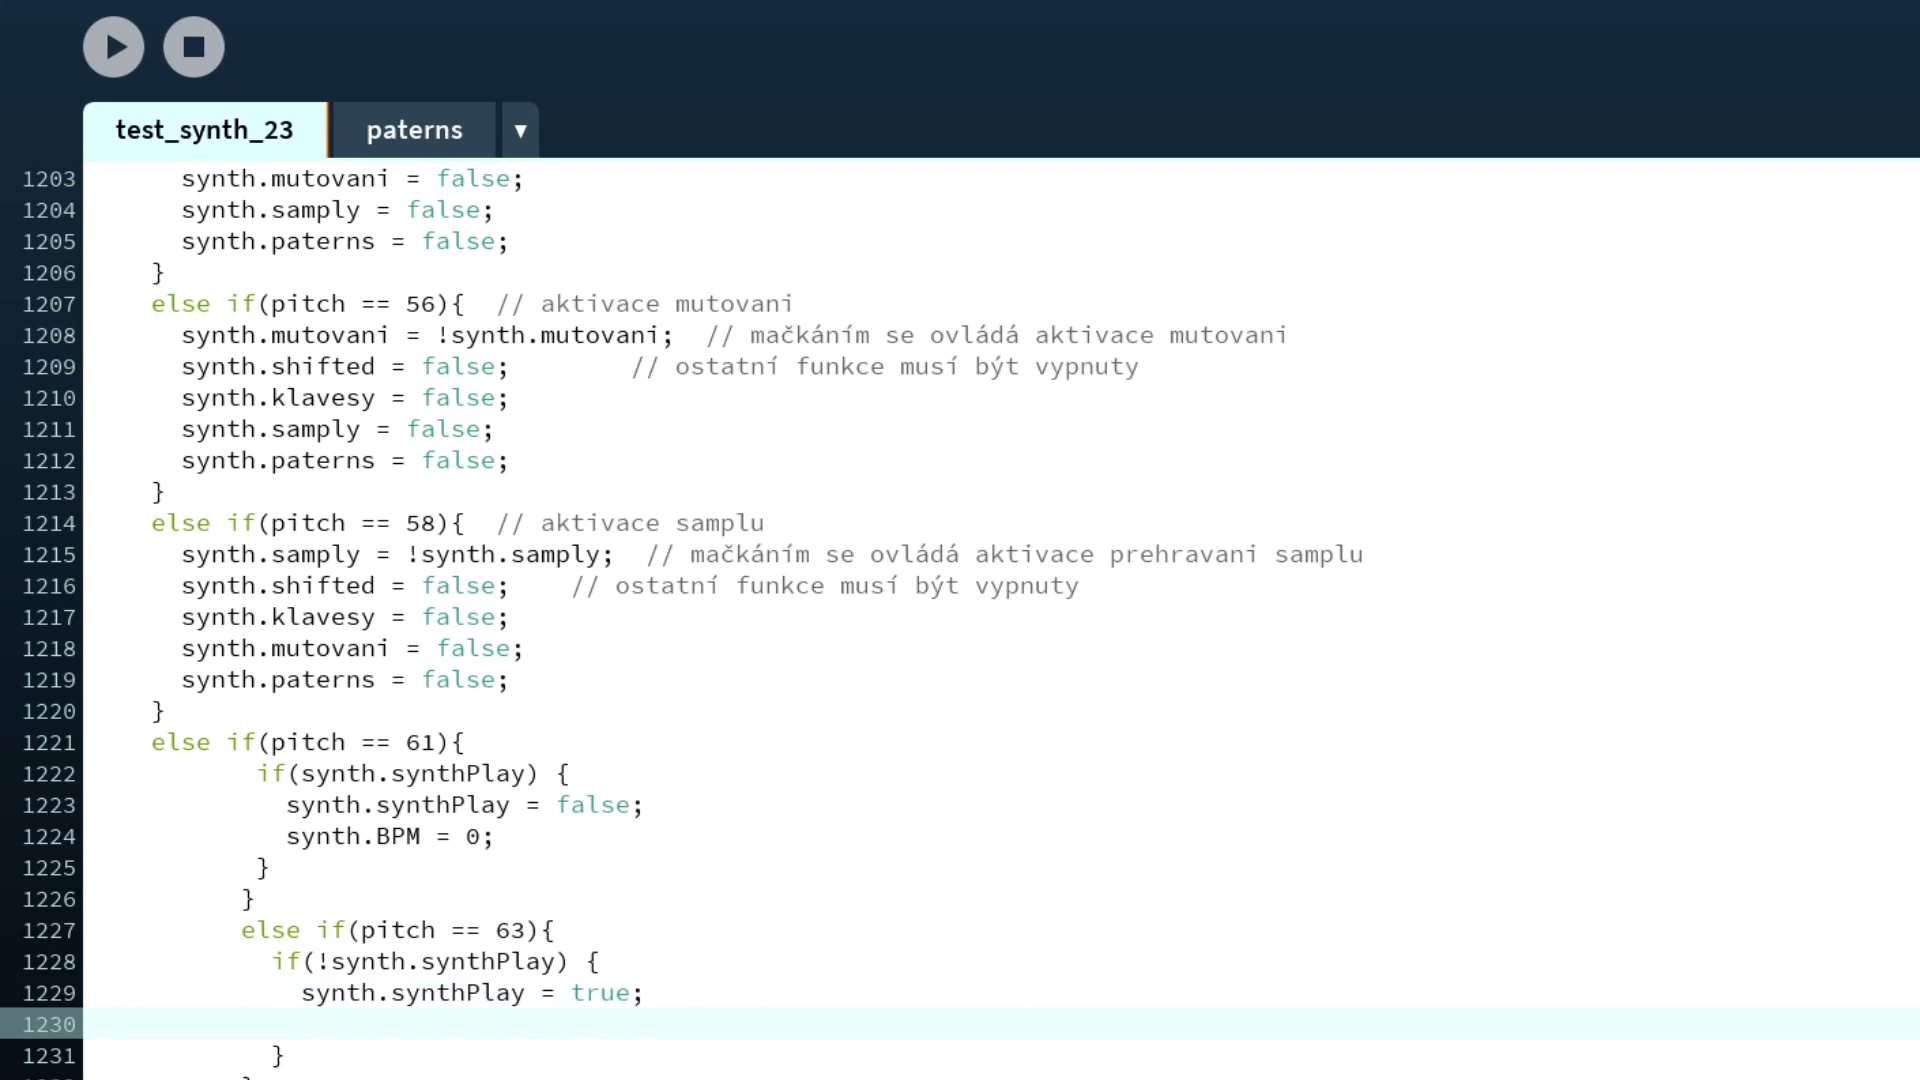 test_synth_23 paterns ▼
1203 synth.mutovani = false;
1204 synth.samply = false;
1205 synth.paterns = false;
1206 }
1207 else if(pitch == 56){  // aktivace mutovani
1208 synth.mutovani = !synth.mutovani;  // mačkáním se ovládá aktivace mutovani
1209 synth.shifted = false;        // ostatní funkce musí být vypnuty
1210 synth.klavesy = false;
1211 synth.samply = false;
1212 synth.paterns = false;
1213 }
1214 else if(pitch == 58){  // aktivace samplu
1215 synth.samply = !synth.samply;  // mačkáním se ovládá aktivace prehravani samplu
1216 synth.shifted = false;    // ostatní funkce musí být vypnuty
1217 synth.klavesy = false;
1218 synth.mutovani = false;
1219 synth.paterns = false;
1220 }
1221 else if(pitch == 61){
1222 if(synth.synthPlay) {
1223 synth.synthPlay = false;
1224 synth.BPM = 0;
1225 }
1226 }
1227 else if(pitch == 63){
1228 if(!synth.synthPlay) {
1229 synth.synthPlay = true;
1230
1231 }